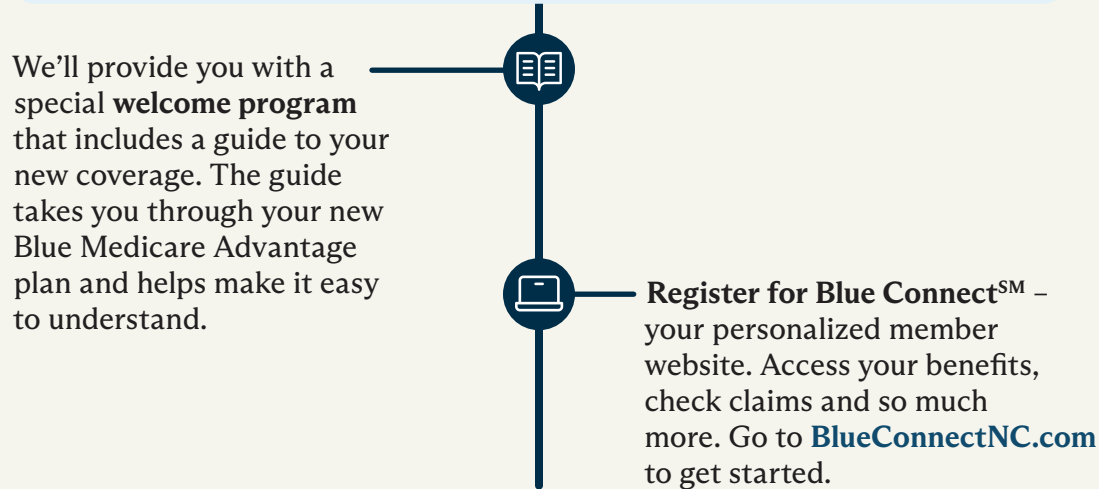 We’ll provide you with a
special welcome program
that includes a guide to your
new coverage. The guide
takes you through your new
Blue Medicare Advantage
plan and helps make it easy
to understand.
Register for Blue Connect℠ –
your personalized member
website. Access your benefits,
check claims and so much
more. Go to BlueConnectNC.com
to get started.